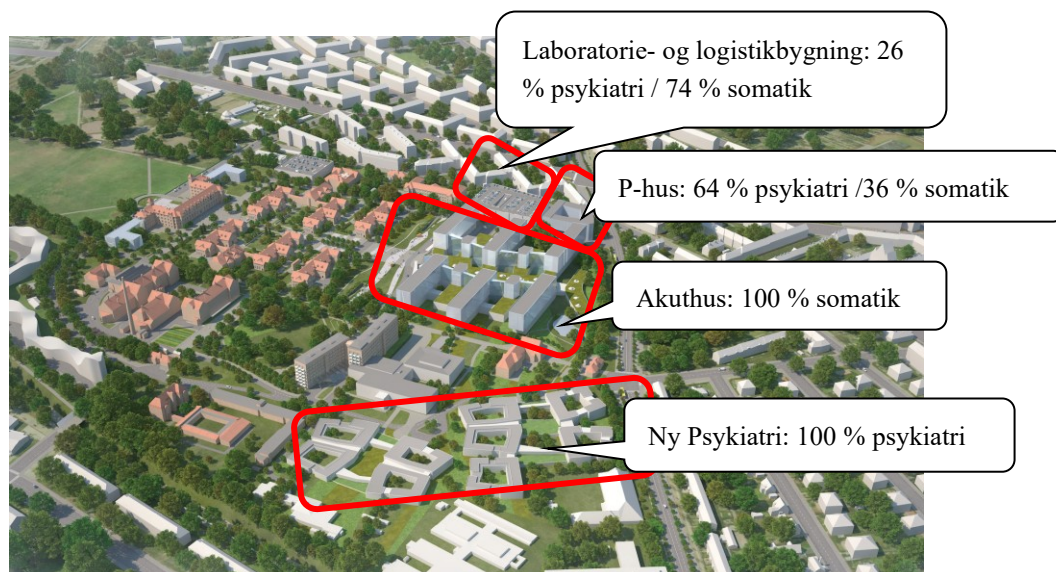 Laboratorie- og logistikbygning: 26
% psykiatri / 74 % somatik
P-hus: 64 % psykiatri /36 % somatik
Akuthus: 100 % somatik
Ny Psykiatri: 100 % psykiatri